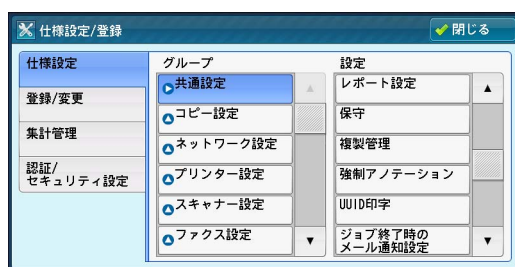 仕様設定/登録
閉じる
仕様設定
登録/変更
集計管理
認証/
セキュリティ設定
グループ
共通設定
コピー設定
ネットワーク設定
プリンター設定
スキャナー設定
ファクス設定
設定
レポート設定
保守
複製管理
強制アノテーション
UUID印字
ジョブ終了時の
メール通知設定